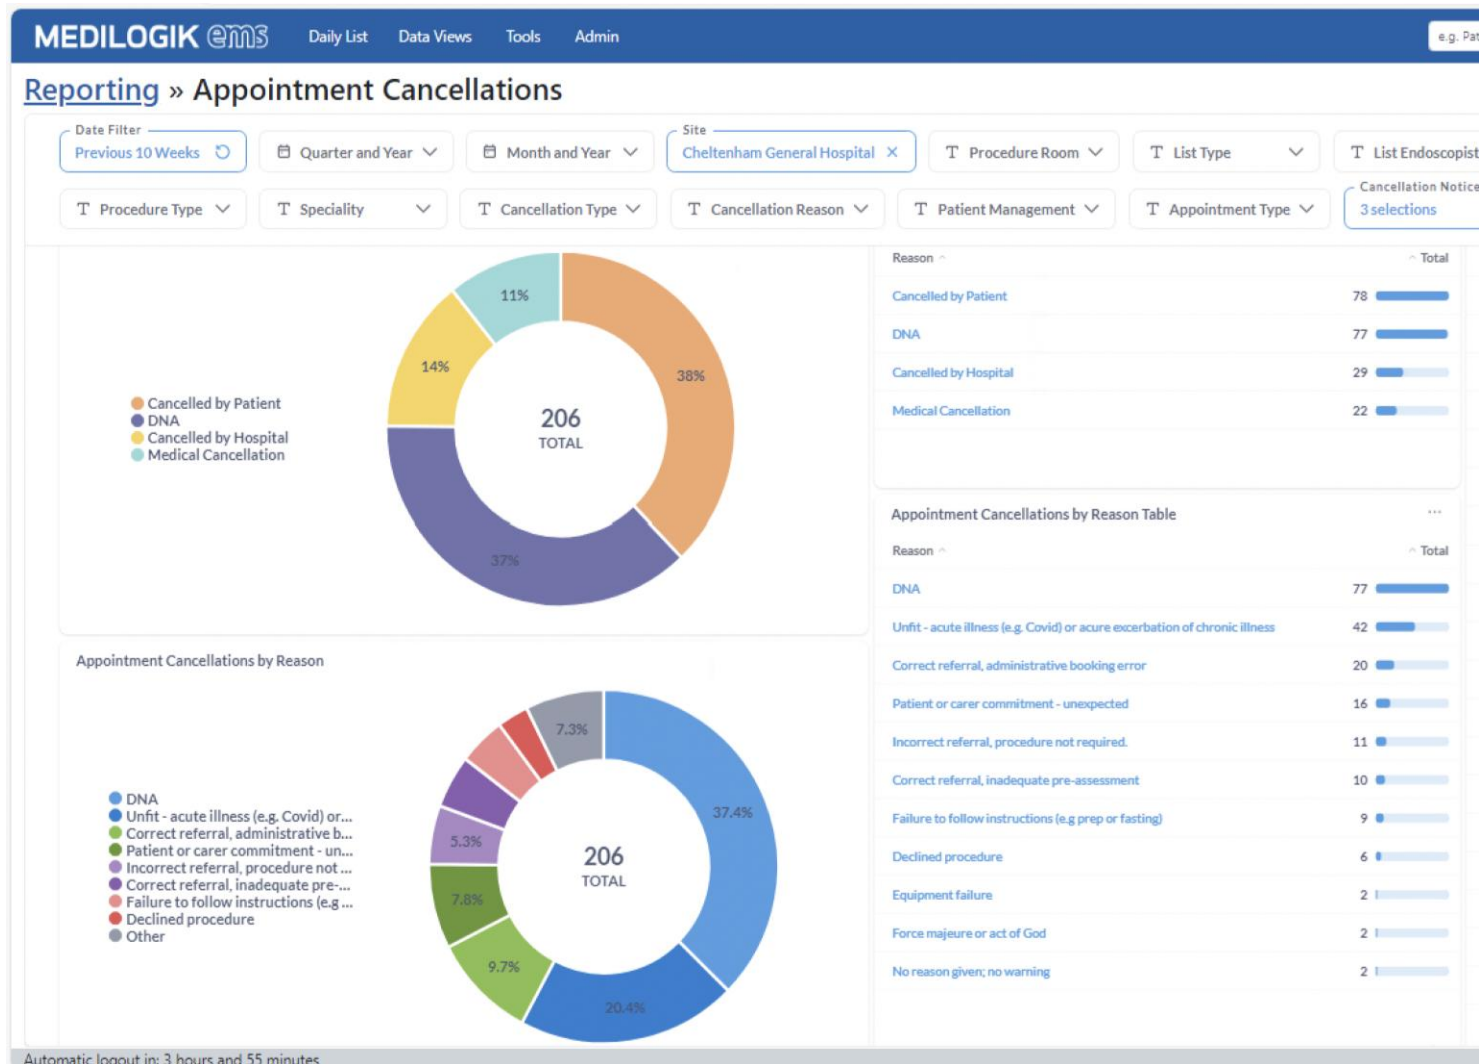 MEDILOGIK ems Daily List Data Views Tools Admin e.g. Pat
Reporting » Appointment Cancellations
Date Filter
Previous 10 Weeks
Quarter and Year
Month and Year
Site
Cheltenham General Hospital ×
T Procedure Room
T List Type
T List Endoscopist
T Procedure Type
T Speciality
T Cancellation Type
T Cancellation Reason
T Patient Management
T Appointment Type
Cancellation Notice
3 selections
Cancelled by Patient
DNA
Cancelled by Hospital
Medical Cancellation
11%
14%
38%
206
TOTAL
37%
Reason Total
Cancelled by Patient 78
DNA 77
Cancelled by Hospital 29
Medical Cancellation 22
Appointment Cancellations by Reason
DNA
Unfit - acute illness (e.g. Covid) or...
Correct referral, administrative b...
Patient or carer commitment - un...
Incorrect referral, procedure not ...
Correct referral, inadequate pre-...
Failure to follow instructions (e.g ...
Declined procedure
Other
7.3%
37.4%
5.3%
206
TOTAL
7.8%
9.7%
20.4%
Appointment Cancellations by Reason Table ...
Reason Total
DNA 77
Unfit - acute illness (e.g. Covid) or acure excerbation of chronic illness 42
Correct referral, administrative booking error 20
Patient or carer commitment - unexpected 16
Incorrect referral, procedure not required. 11
Correct referral, inadequate pre-assessment 10
Failure to follow instructions (e.g prep or fasting) 9
Declined procedure 6
Equipment failure 2
Force majeure or act of God 2
No reason given; no warning 2
Automatic logout in: 3 hours and 55 minutes